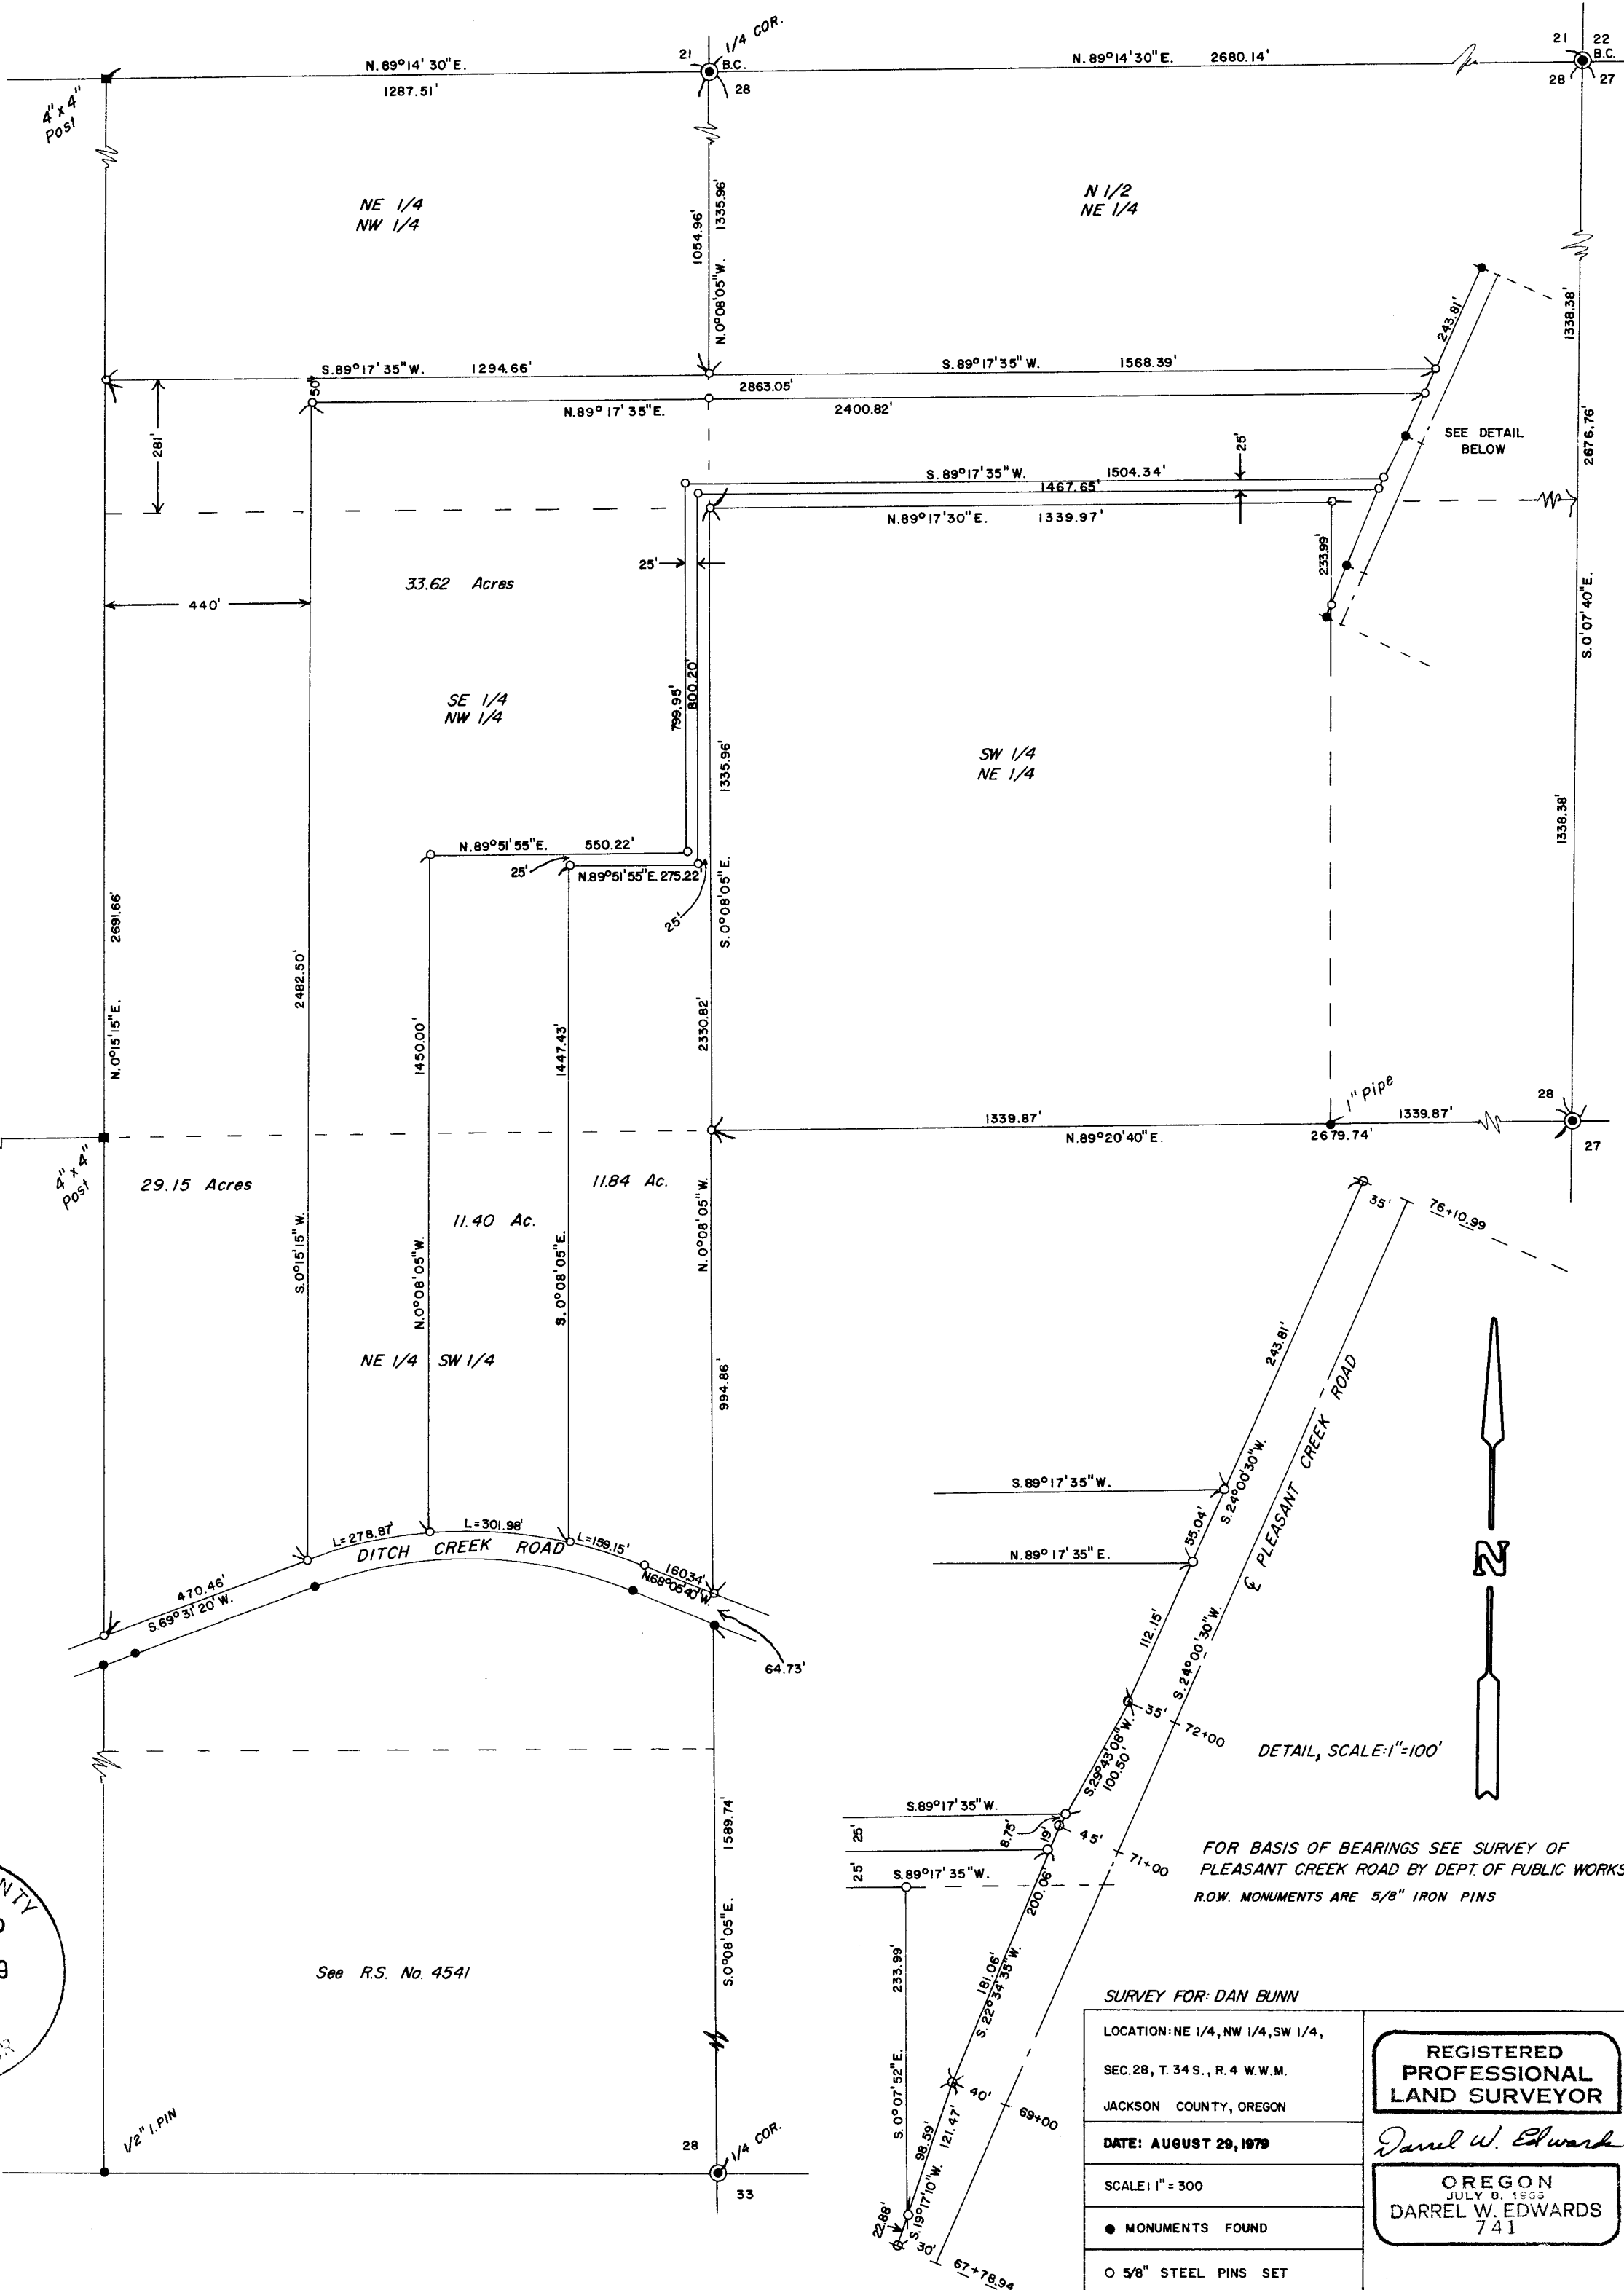 N. 89°14' 30"E.
1287.51'
21
1/4 COR.
B.C.
28
N. 89°14'30"E. 2680.14'
21 22
B.C.
28 27
4" x 4"
Post
NE 1/4
NW 1/4
N 1/2
NE 1/4
1054.96'
N.0°08'05"W. 1335.96'
243.81'
1338.38'
S.89°17'35"W. 1294.66'
S.89°17'35"W. 1568.39'
50'
2863.05'
N.89°17'35"E. 2400.82'
281'
SEE DETAIL
BELOW
2676.76'
25'
S.89°17'35"W. 1504.34'
1467.65'
N.89°17'30"E. 1339.97'
25'
33.62 Acres
233.99'
440'
S.0°07'40"E.
SE 1/4
NW 1/4
799.95'
800.20'
1335.96'
SW 1/4
NE 1/4
1338.38'
N.89°51'55"E. 550.22'
25'
N.89°51'55"E. 275.22'
25'
S.0°08'05"E.
2691.66'
N.0°15'15"E.
2482.50'
1450.00'
1447.43'
2330.82'
1" Pipe
1339.87'
1339.87'
28
N.89°20'40"E.
2679.74'
27
4" x 4"
Post
29.15 Acres
11.84 Ac.
11.40 Ac.
S.0°15'15"W.
N.0°08'05"W.
S.0°08'05"E.
N.0°08'05"W.
35'
76+10.99
NE 1/4 SW 1/4
994.86'
243.81'
S.24°00'30"W.
℄ PLEASANT CREEK ROAD
S.89°17'35"W.
55.04'
N
N.89°17'35"E.
L=278.87'
L=301.98'
L=159.15'
DITCH CREEK ROAD
470.46'
S.69°31'20"W.
160.34'
N.68°05'40"W.
64.73'
112.15'
S.24°00'30"W.
35'
72+00
DETAIL, SCALE:1"=100'
S.29°43'08"W.
100.50'
S.89°17'35"W.
8.75'
25'
19'
45'
71+00
25'
S.89°17'35"W.
200.06'
FOR BASIS OF BEARINGS SEE SURVEY OF
PLEASANT CREEK ROAD BY DEPT. OF PUBLIC WORKS
R.O.W. MONUMENTS ARE 5/8" IRON PINS
1589.74'
S.0°08'05"E.
NTY
9
R
See R.S. No. 4541
233.99'
S.0°07'52"E.
181.06'
S.22°34'35"W.
40'
69+00
98.59'
121.47'
S.19°17'10"W.
22.88'
30'
67+78.94
1/2" I.PIN
28
1/4 COR.
33
SURVEY FOR: DAN BUNN
LOCATION: NE 1/4, NW 1/4, SW 1/4,
SEC.28, T. 34 S., R. 4 W.W.M.
JACKSON COUNTY, OREGON
DATE: AUGUST 29, 1979
SCALE: 1" = 300
● MONUMENTS FOUND
O 5/8" STEEL PINS SET
REGISTERED
PROFESSIONAL
LAND SURVEYOR
Darrel W. Edwards
OREGON
JULY 8,
DARREL W. EDWARDS
741